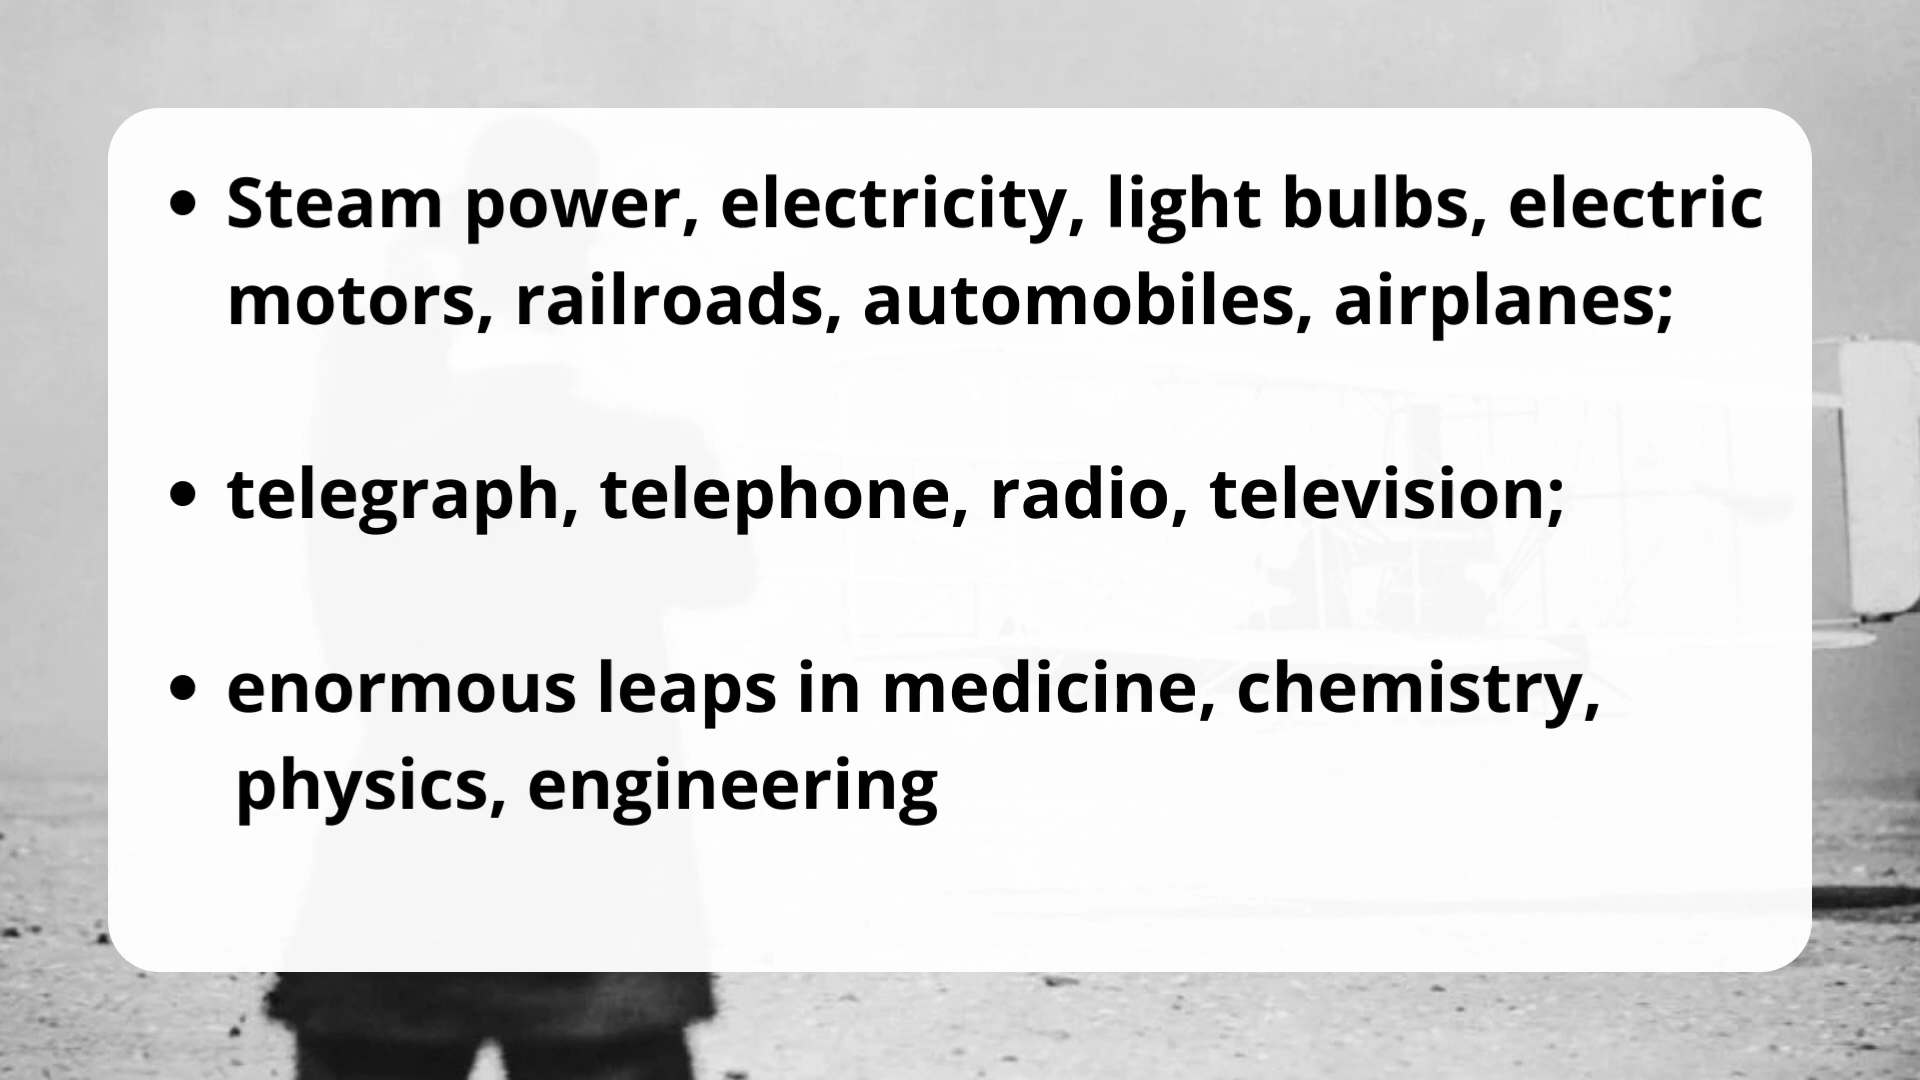 • Steam power, electricity, light bulbs, electric
motors, railroads, automobiles, airplanes;
• telegraph, telephone, radio, television;
• enormous leaps in medicine, chemistry,
physics, engineering